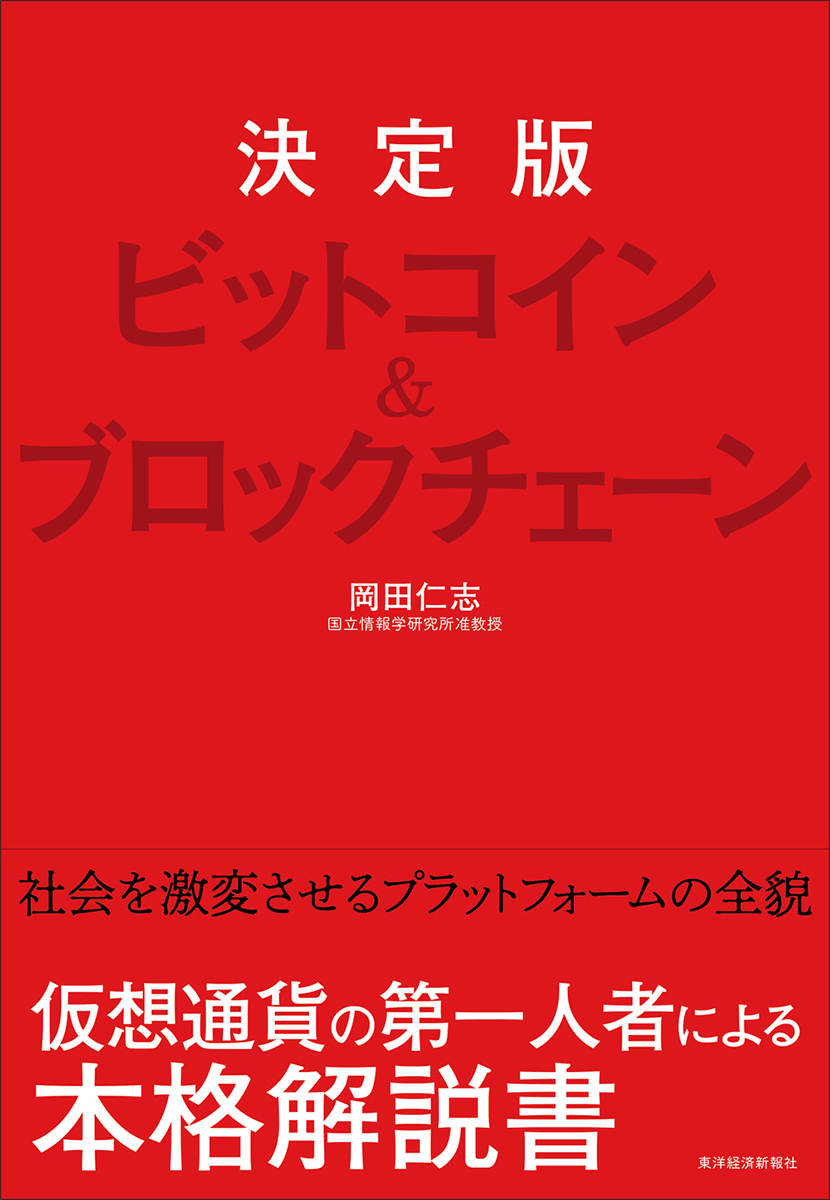 決定版
ビットコイン
&
ブロックチェーン
岡田仁志
国立情報学研究所准教授
社会を激変させるプラットフォームの全貌
仮想通貨の第一人者による
本格解説書
東洋経済新報社